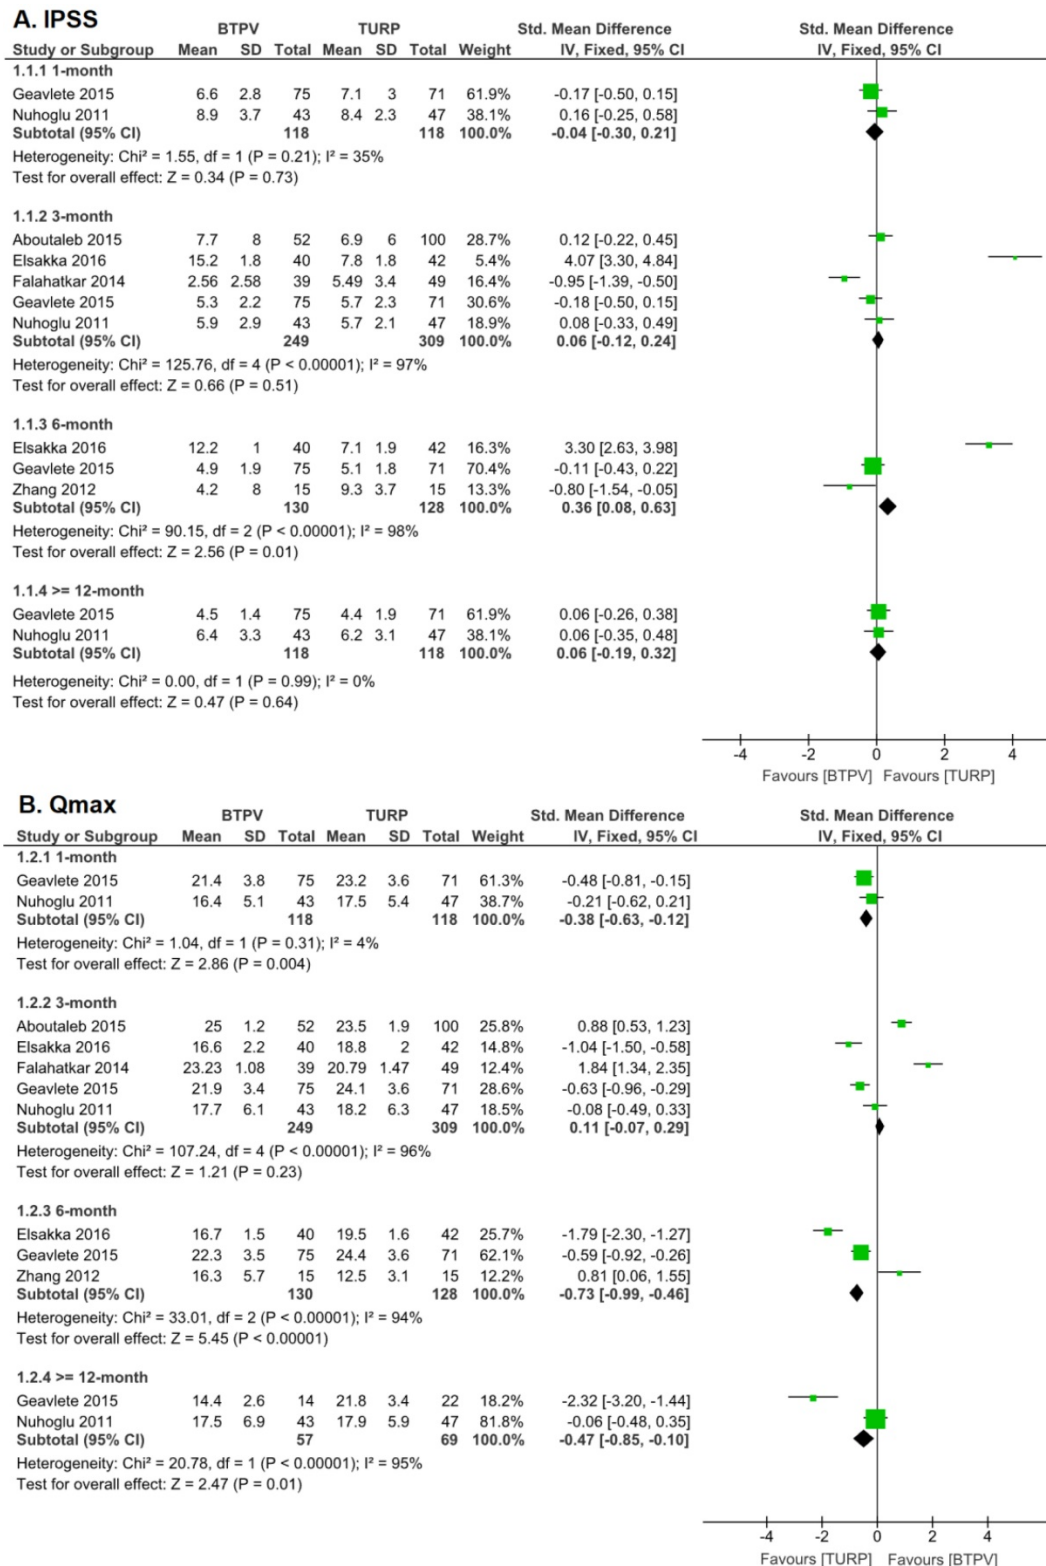 A. IPSS
BTPV TURP Std. Mean Difference Std. Mean Difference
Study or Subgroup Mean SD Total Mean SD Total Weight IV, Fixed, 95% CI IV, Fixed, 95% CI
1.1.1 1-month
Geavlete 2015 6.6 2.8 75 7.1 3 71 61.9% -0.17 [-0.50, 0.15]
Nuhoglu 2011 8.9 3.7 43 8.4 2.3 47 38.1% 0.16 [-0.25, 0.58]
Subtotal (95% CI) 118 118 100.0% -0.04 [-0.30, 0.21]
Heterogeneity: Chi² = 1.55, df = 1 (P = 0.21); I² = 35%
Test for overall effect: Z = 0.34 (P = 0.73)
1.1.2 3-month
Aboutaleb 2015 7.7 8 52 6.9 6 100 28.7% 0.12 [-0.22, 0.45]
Elsakka 2016 15.2 1.8 40 7.8 1.8 42 5.4% 4.07 [3.30, 4.84]
Falahatkar 2014 2.56 2.58 39 5.49 3.4 49 16.4% -0.95 [-1.39, -0.50]
Geavlete 2015 5.3 2.2 75 5.7 2.3 71 30.6% -0.18 [-0.50, 0.15]
Nuhoglu 2011 5.9 2.9 43 5.7 2.1 47 18.9% 0.08 [-0.33, 0.49]
Subtotal (95% CI) 249 309 100.0% 0.06 [-0.12, 0.24]
Heterogeneity: Chi² = 125.76, df = 4 (P < 0.00001); I² = 97%
Test for overall effect: Z = 0.66 (P = 0.51)
1.1.3 6-month
Elsakka 2016 12.2 1 40 7.1 1.9 42 16.3% 3.30 [2.63, 3.98]
Geavlete 2015 4.9 1.9 75 5.1 1.8 71 70.4% -0.11 [-0.43, 0.22]
Zhang 2012 4.2 8 15 9.3 3.7 15 13.3% -0.80 [-1.54, -0.05]
Subtotal (95% CI) 130 128 100.0% 0.36 [0.08, 0.63]
Heterogeneity: Chi² = 90.15, df = 2 (P < 0.00001); I² = 98%
Test for overall effect: Z = 2.56 (P = 0.01)
1.1.4 >= 12-month
Geavlete 2015 4.5 1.4 75 4.4 1.9 71 61.9% 0.06 [-0.26, 0.38]
Nuhoglu 2011 6.4 3.3 43 6.2 3.1 47 38.1% 0.06 [-0.35, 0.48]
Subtotal (95% CI) 118 118 100.0% 0.06 [-0.19, 0.32]
Heterogeneity: Chi² = 0.00, df = 1 (P = 0.99); I² = 0%
Test for overall effect: Z = 0.47 (P = 0.64)
-4 -2 0 2 4
Favours [BTPV] Favours [TURP]
B. Qmax
BTPV TURP Std. Mean Difference Std. Mean Difference
Study or Subgroup Mean SD Total Mean SD Total Weight IV, Fixed, 95% CI IV, Fixed, 95% CI
1.2.1 1-month
Geavlete 2015 21.4 3.8 75 23.2 3.6 71 61.3% -0.48 [-0.81, -0.15]
Nuhoglu 2011 16.4 5.1 43 17.5 5.4 47 38.7% -0.21 [-0.62, 0.21]
Subtotal (95% CI) 118 118 100.0% -0.38 [-0.63, -0.12]
Heterogeneity: Chi² = 1.04, df = 1 (P = 0.31); I² = 4%
Test for overall effect: Z = 2.86 (P = 0.004)
1.2.2 3-month
Aboutaleb 2015 25 1.2 52 23.5 1.9 100 25.8% 0.88 [0.53, 1.23]
Elsakka 2016 16.6 2.2 40 18.8 2 42 14.8% -1.04 [-1.50, -0.58]
Falahatkar 2014 23.23 1.08 39 20.79 1.47 49 12.4% 1.84 [1.34, 2.35]
Geavlete 2015 21.9 3.4 75 24.1 3.6 71 28.6% -0.63 [-0.96, -0.29]
Nuhoglu 2011 17.7 6.1 43 18.2 6.3 47 18.5% -0.08 [-0.49, 0.33]
Subtotal (95% CI) 249 309 100.0% 0.11 [-0.07, 0.29]
Heterogeneity: Chi² = 107.24, df = 4 (P < 0.00001); I² = 96%
Test for overall effect: Z = 1.21 (P = 0.23)
1.2.3 6-month
Elsakka 2016 16.7 1.5 40 19.5 1.6 42 25.7% -1.79 [-2.30, -1.27]
Geavlete 2015 22.3 3.5 75 24.4 3.6 71 62.1% -0.59 [-0.92, -0.26]
Zhang 2012 16.3 5.7 15 12.5 3.1 15 12.2% 0.81 [0.06, 1.55]
Subtotal (95% CI) 130 128 100.0% -0.73 [-0.99, -0.46]
Heterogeneity: Chi² = 33.01, df = 2 (P < 0.00001); I² = 94%
Test for overall effect: Z = 5.45 (P < 0.00001)
1.2.4 >= 12-month
Geavlete 2015 14.4 2.6 14 21.8 3.4 22 18.2% -2.32 [-3.20, -1.44]
Nuhoglu 2011 17.5 6.9 43 17.9 5.9 47 81.8% -0.06 [-0.48, 0.35]
Subtotal (95% CI) 57 69 100.0% -0.47 [-0.85, -0.10]
Heterogeneity: Chi² = 20.78, df = 1 (P < 0.00001); I² = 95%
Test for overall effect: Z = 2.47 (P = 0.01)
-4 -2 0 2 4
Favours [TURP] Favours [BTPV]